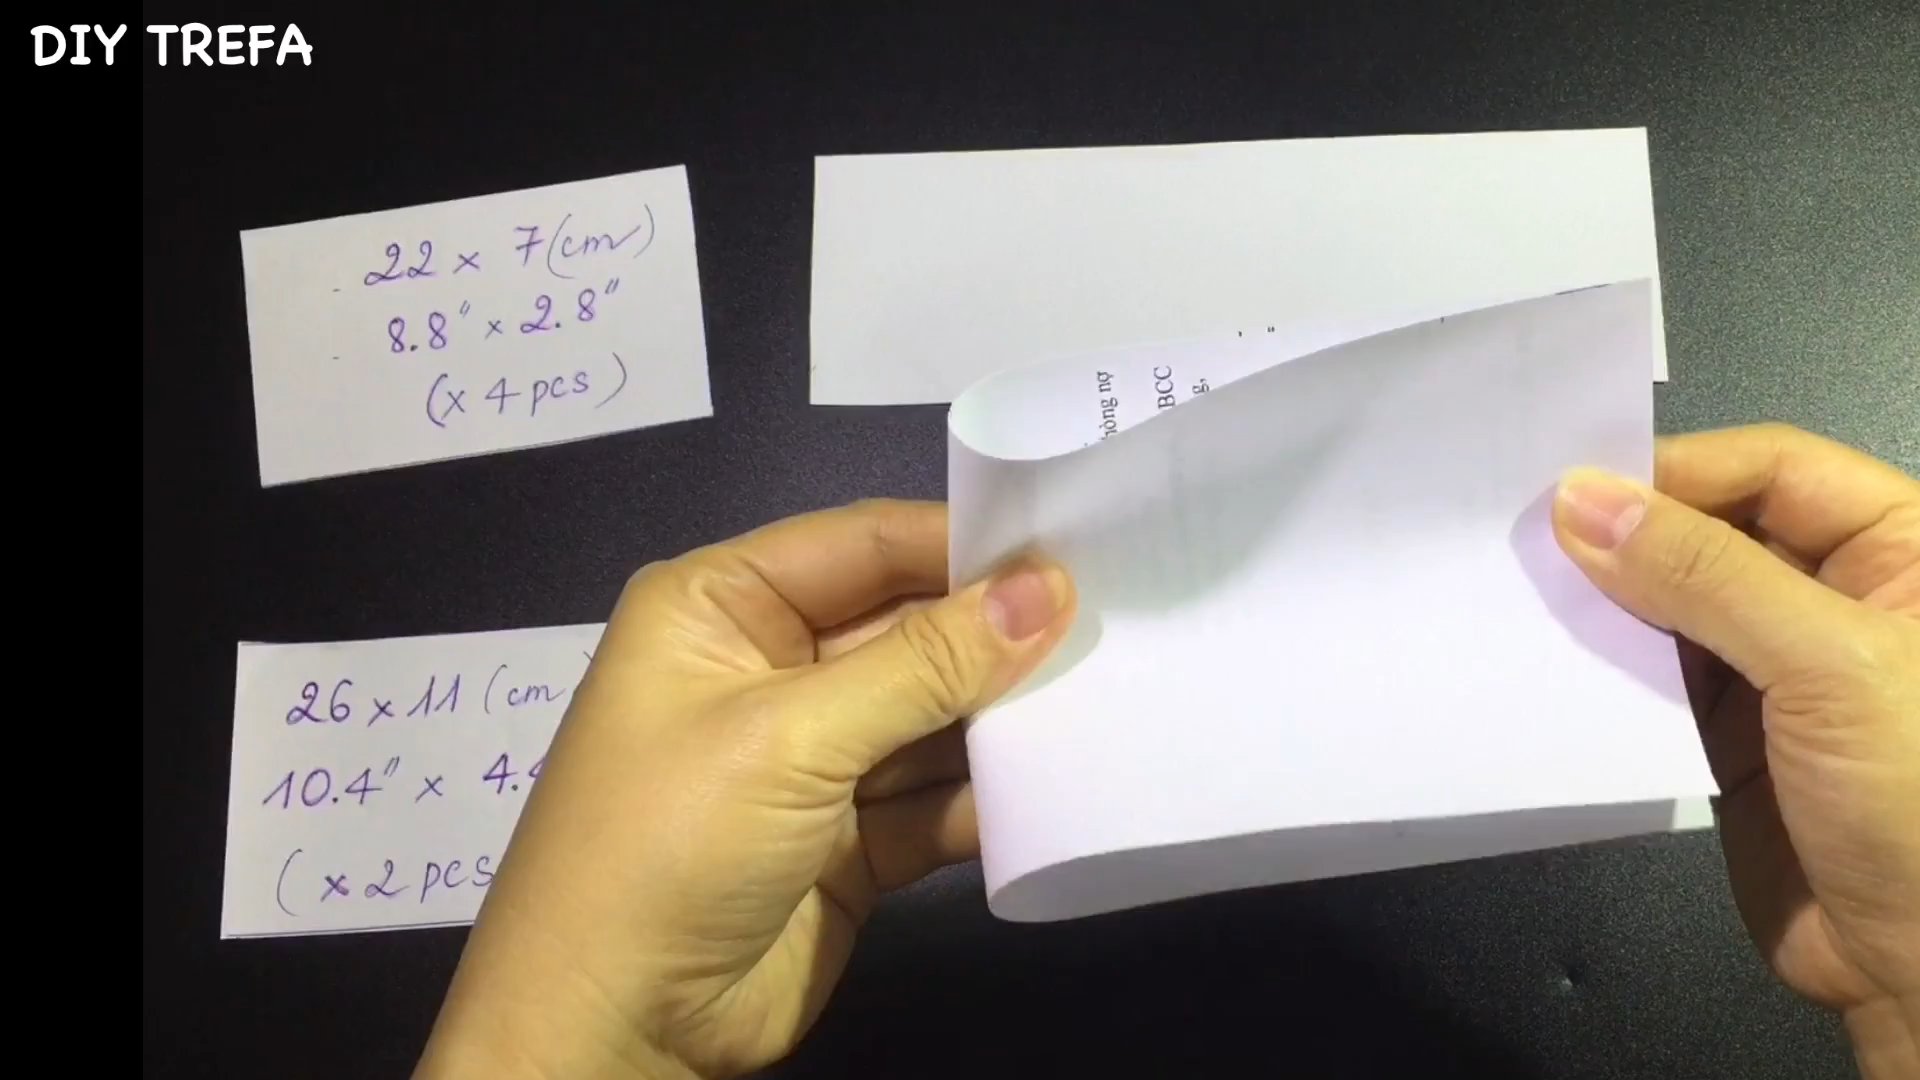 DIY TREFA
22 x 7 (cm)
8.8" x 2.8"
(x 4 pcs)
26 x 11 (cm
10.4" x
(x 2 pcs
nợ
BCC